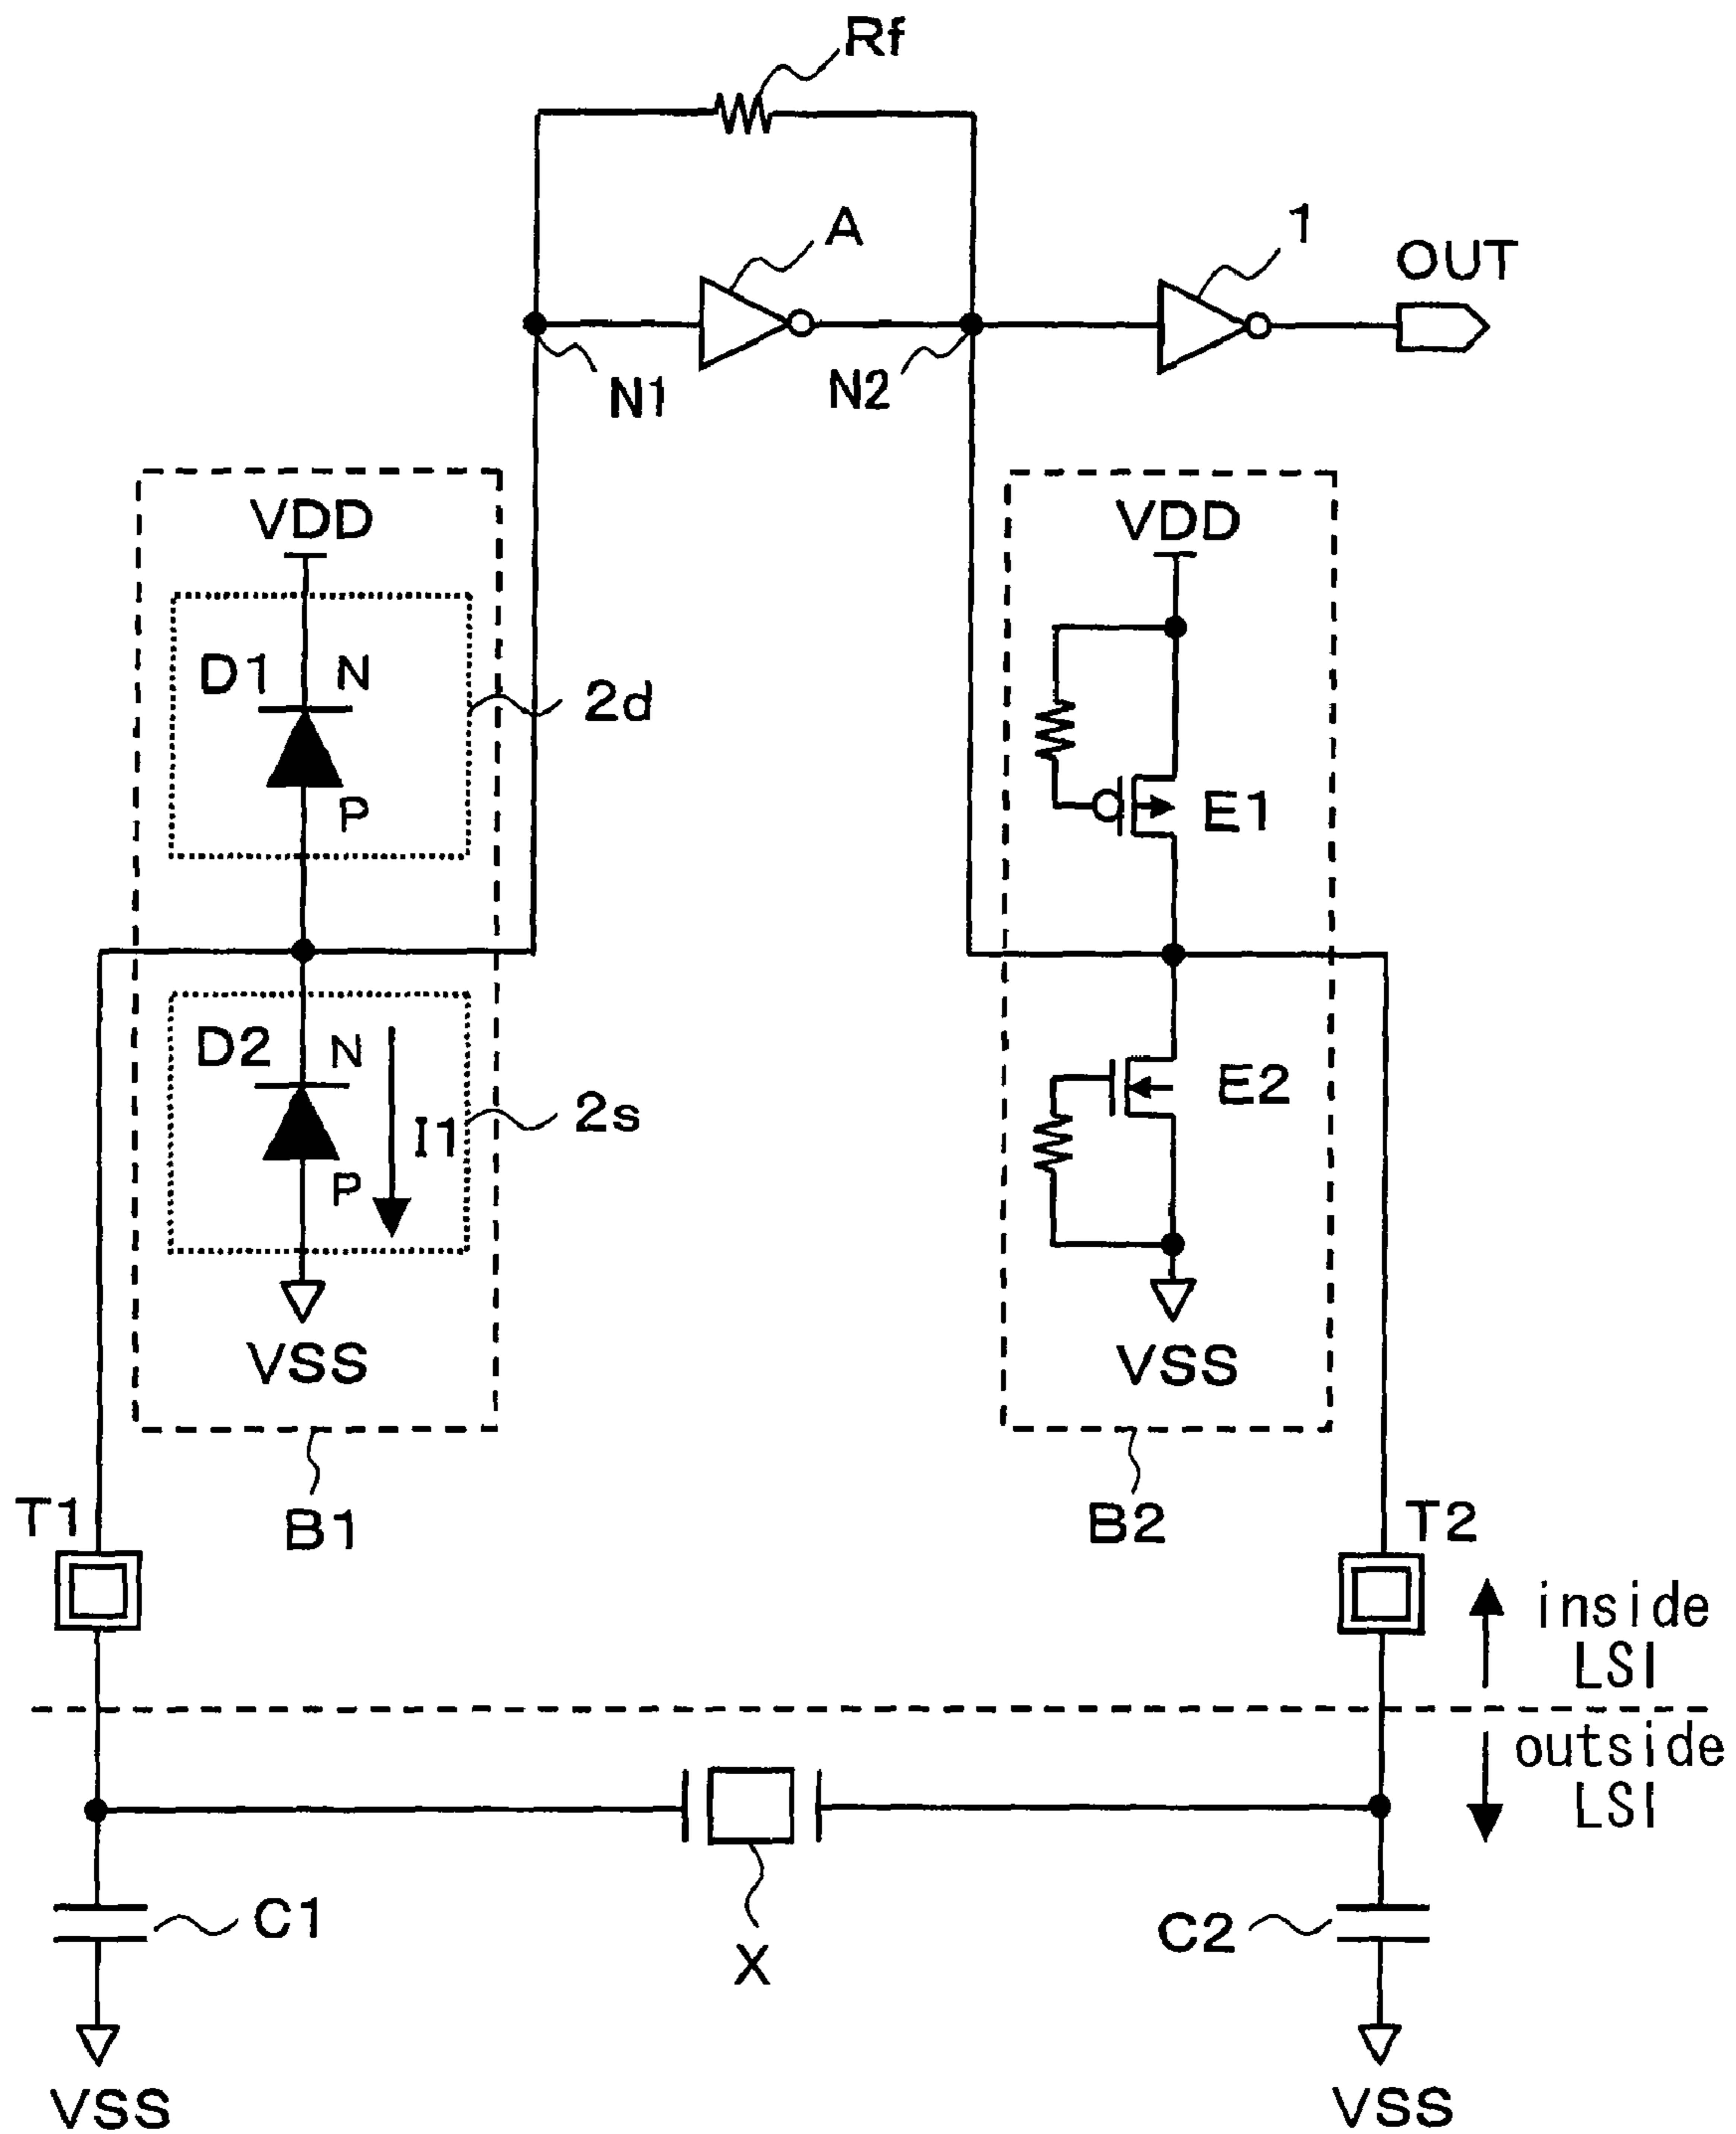 Rf
A
1
OUT
N1
N2
VDD
VDD
D1
N
2d
P
E1
D2
N
I1
2s
P
E2
VSS
VSS
B1
B2
T1
T2
inside
LSI
outside
LSI
C1
X
C2
VSS
VSS